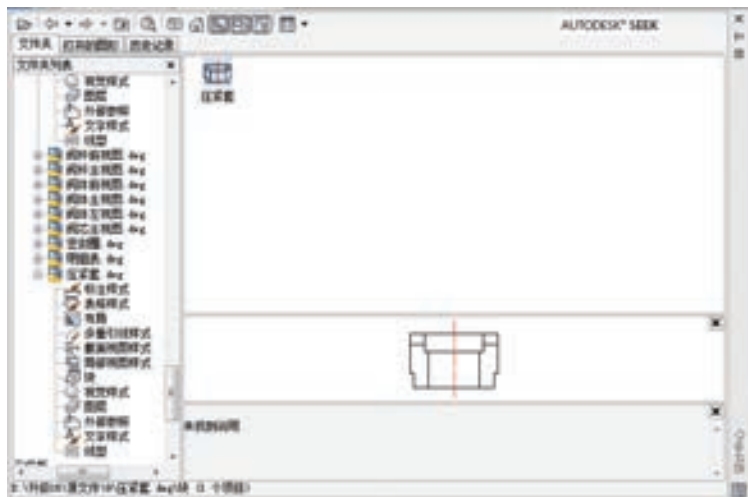 AUTODESK® SEEK
文件夹 打开的图形 历史记录
文件夹列表
视觉样式
图层
外部参照
文字样式
线型
阀杆俯视图.dwg
阀杆主视图.dwg
阀体俯视图.dwg
阀体主视图.dwg
阀体左视图.dwg
阀芯主视图.dwg
密封圈.dwg
明细表.dwg
压紧套.dwg
标注样式
表格样式
布局
多重引线样式
截面视图样式
局部视图样式
块
视觉样式
图层
外部参照
文字样式
线型
压紧套
未找到说明